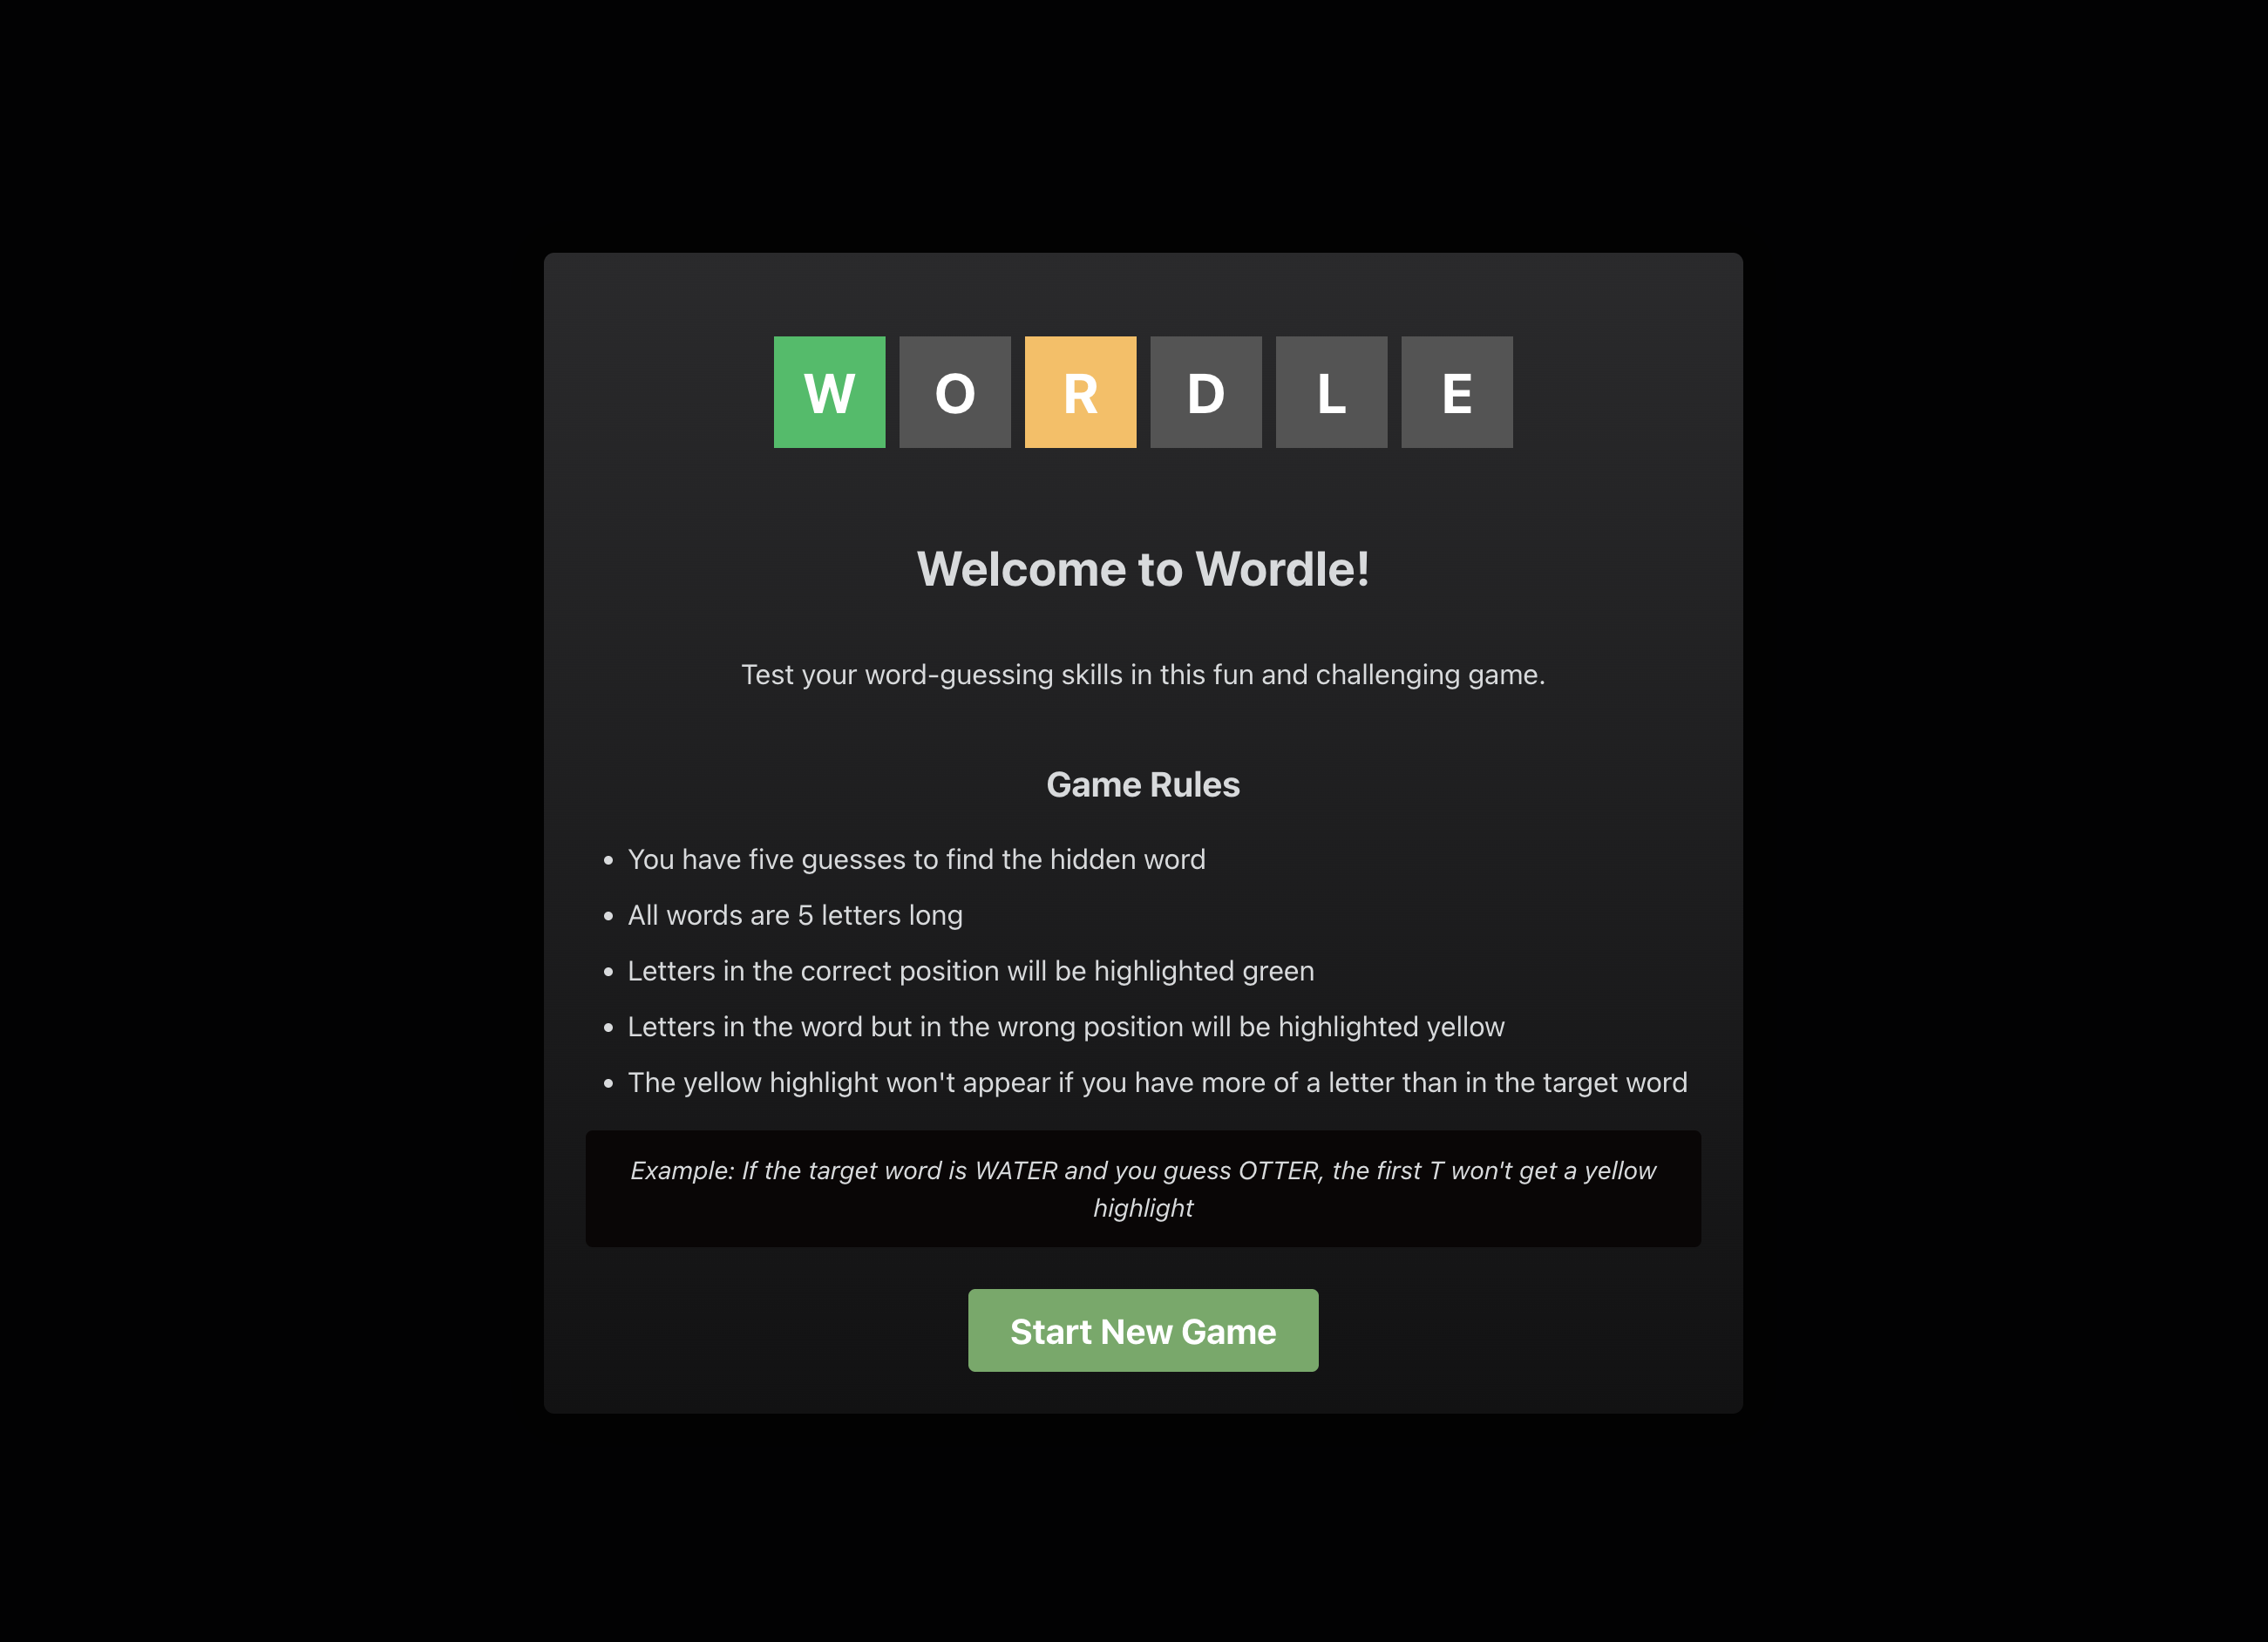 WORDLE
Welcome to Wordle!
Test your word-guessing skills in this fun and challenging game.
Game Rules
• You have five guesses to find the hidden word
• All words are 5 letters long
• Letters in the correct position will be highlighted green
• Letters in the word but in the wrong position will be highlighted yellow
• The yellow highlight won't appear if you have more of a letter than in the target word
Example: If the target word is WATER and you guess OTTER, the first T won't get a yellow
highlight
Start New Game